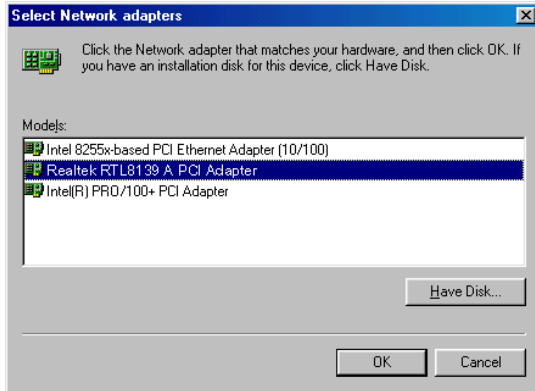 Select Network adapters
Click the Network adapter that matches your hardware, and then click OK. If
you have an installation disk for this device, click Have Disk.
Models:
Intel 8255x-based PCI Ethernet Adapter (10/100)
Realtek RTL8139 A PCI Adapter
Intel(R) PRO/100+ PCI Adapter
Have Disk...
OK
Cancel